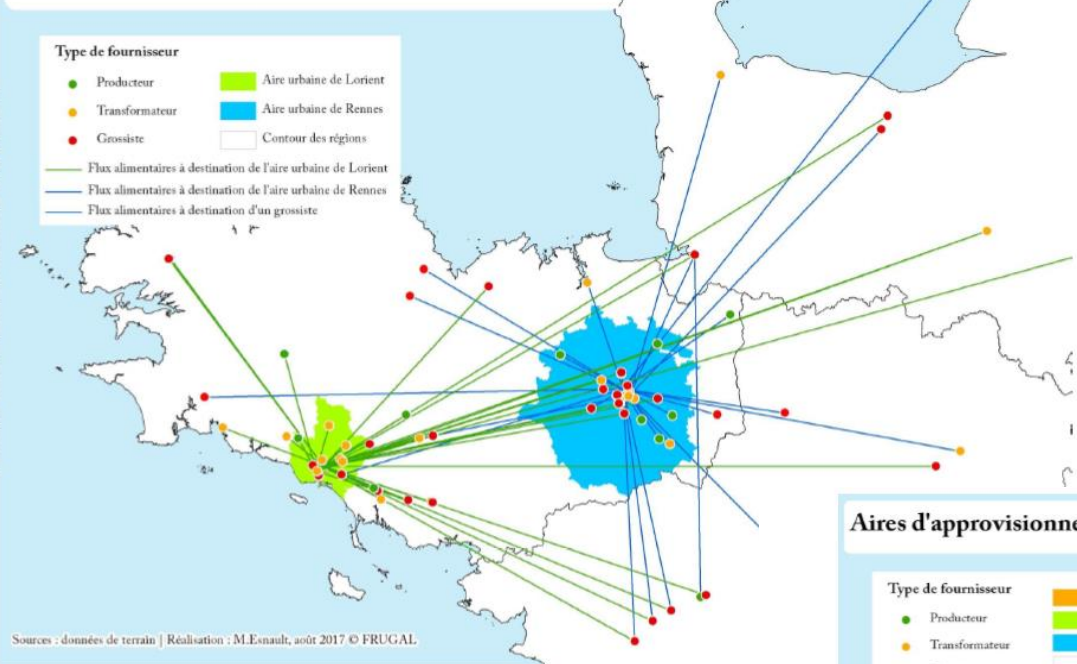 Type de fournisseur
Producteur
Aire urbaine de Lorient
Transformateur
Aire urbaine de Rennes
Grossiste
Contour des régions
Flux alimentaires à destination de l'aire urbaine de Lorient
Flux alimentaires à destination de l'aire urbaine de Rennes
Flux alimentaires à destination d'un grossiste
Aires d'approvisionne
Type de fournisseur
Producteur
Transformateur
Sources : données de terrain | Réalisation : M.Esnault, août 2017 © FRUGAL